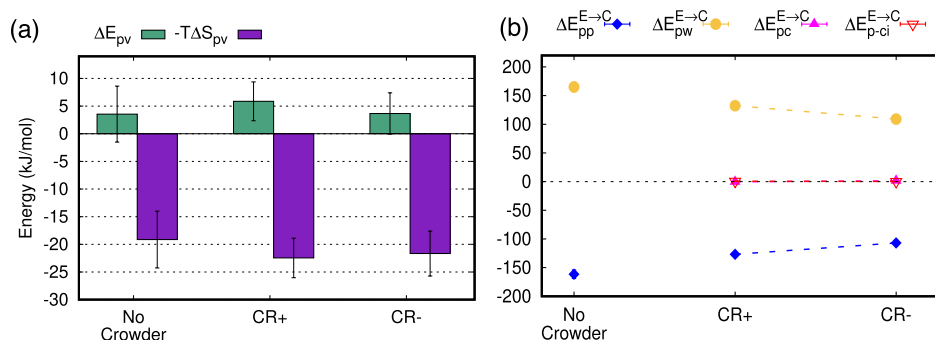 (a)
ΔE_pv -TΔS_pv
Energy (kJ/mol)
10
5
0
-5
-10
-15
-20
-25
-30
No
Crowder
CR+
CR-
(b)
ΔE_pp^E→C ΔE_pw^E→C ΔE_pc^E→C ΔE_p-ci^E→C
200
150
100
50
0
-50
-100
-150
-200
No
Crowder
CR+
CR-